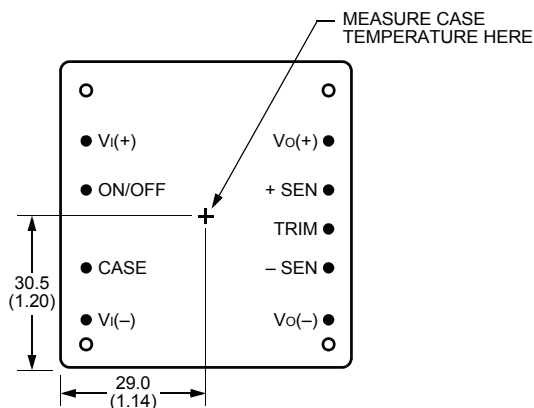 MEASURE CASE
TEMPERATURE HERE
VI(+)
VO(+)
ON/OFF
+ SEN
TRIM
CASE
– SEN
30.5
(1.20)
VI(–)
VO(–)
29.0
(1.14)